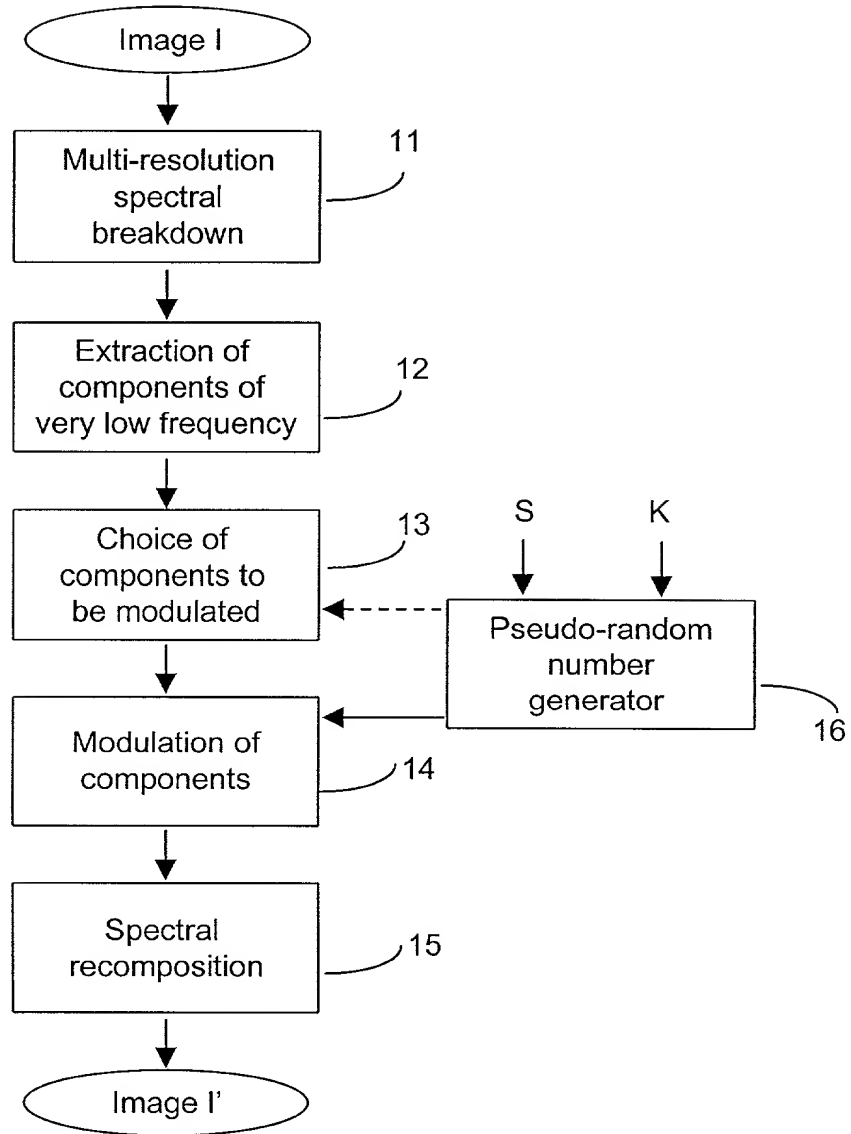 Image I
Multi-resolution
spectral
breakdown
11
Extraction of
components of
very low frequency
12
Choice of
components to
be modulated
13
S
K
Pseudo-random
number
generator
16
Modulation of
components
14
Spectral
recomposition
15
Image I'